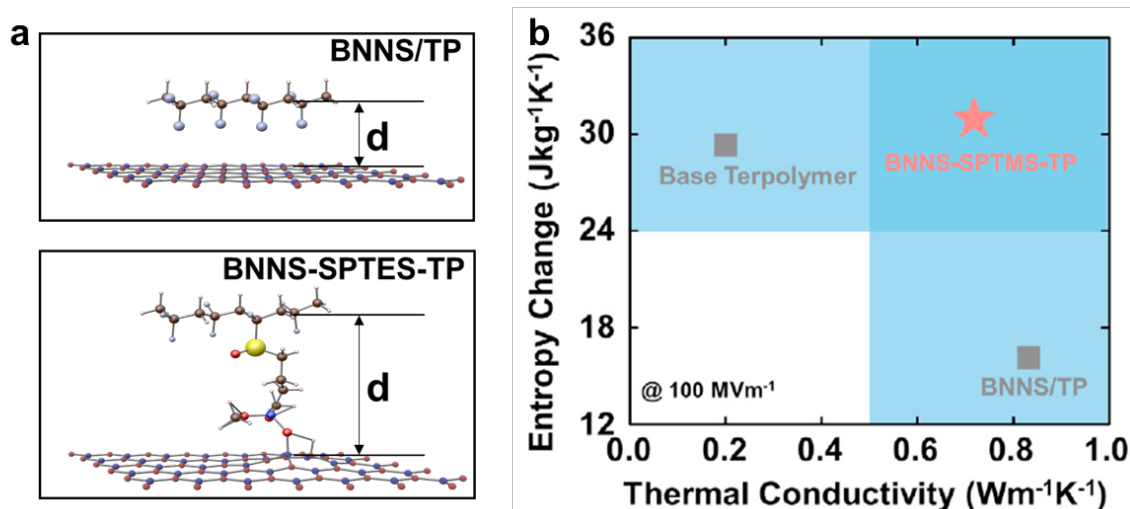 a
BNNS/TP
d
BNNS-SPTES-TP
d
b
Entropy Change (Jkg⁻¹K⁻¹)
36
30
24
18
12
Base Terpolymer
BNNS-SPTMS-TP
BNNS/TP
@ 100 MVm⁻¹
0.0 0.2 0.4 0.6 0.8 1.0
Thermal Conductivity (Wm⁻¹K⁻¹)